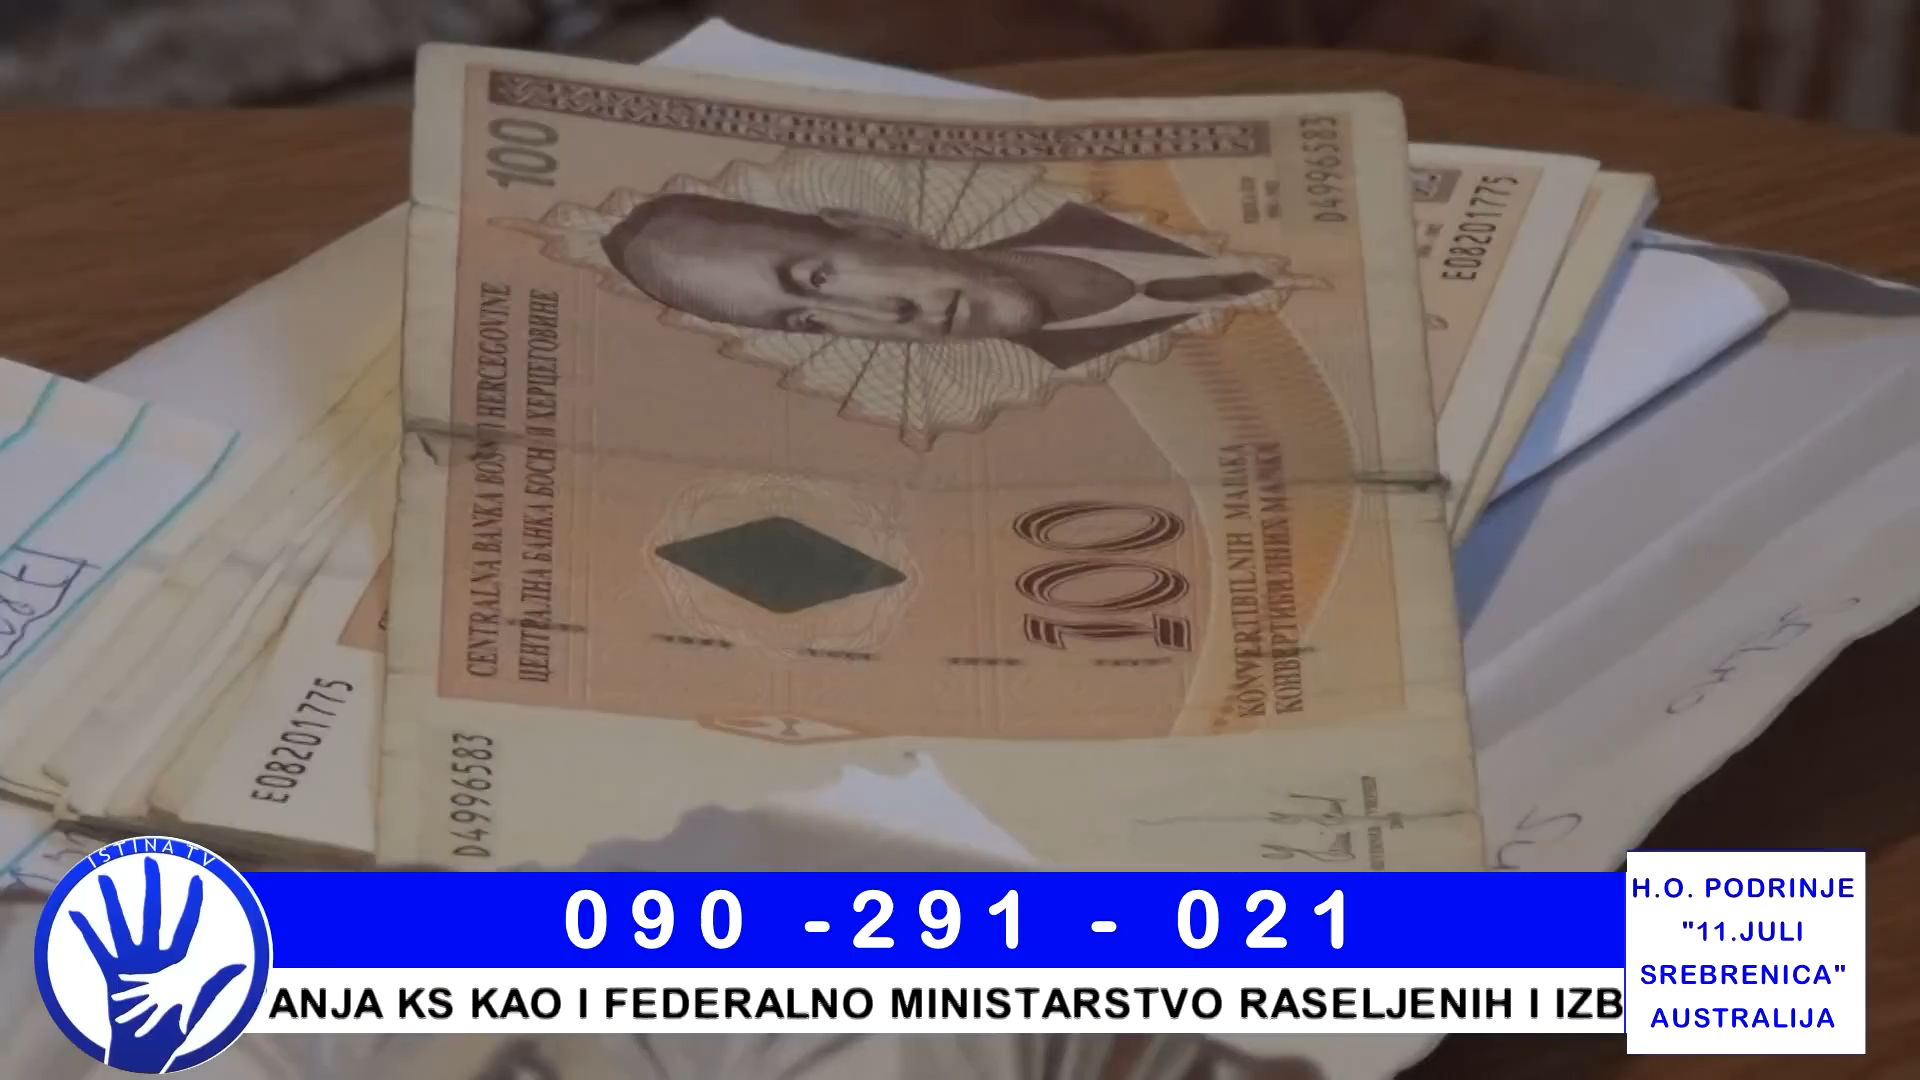 100
D4996583
E08201775
CENTRALNA BANKA BOSNE I HERCEGOVINE
ЦЕНТРАЛНА БАНКА БОСНЕ И ХЕРЦЕГОВИНЕ
100
KONVERTIBILNIH MARAKA
КОНВЕРТИБИЛНИХ МАРАКА
E08201775
D4996583
ISTINA TV
090 -291 - 021
ANJA KS KAO I FEDERALNO MINISTARSTVO RASELJENIH I IZB
H.O. PODRINJE
"11.JULI
SREBRENICA"
AUSTRALIJA